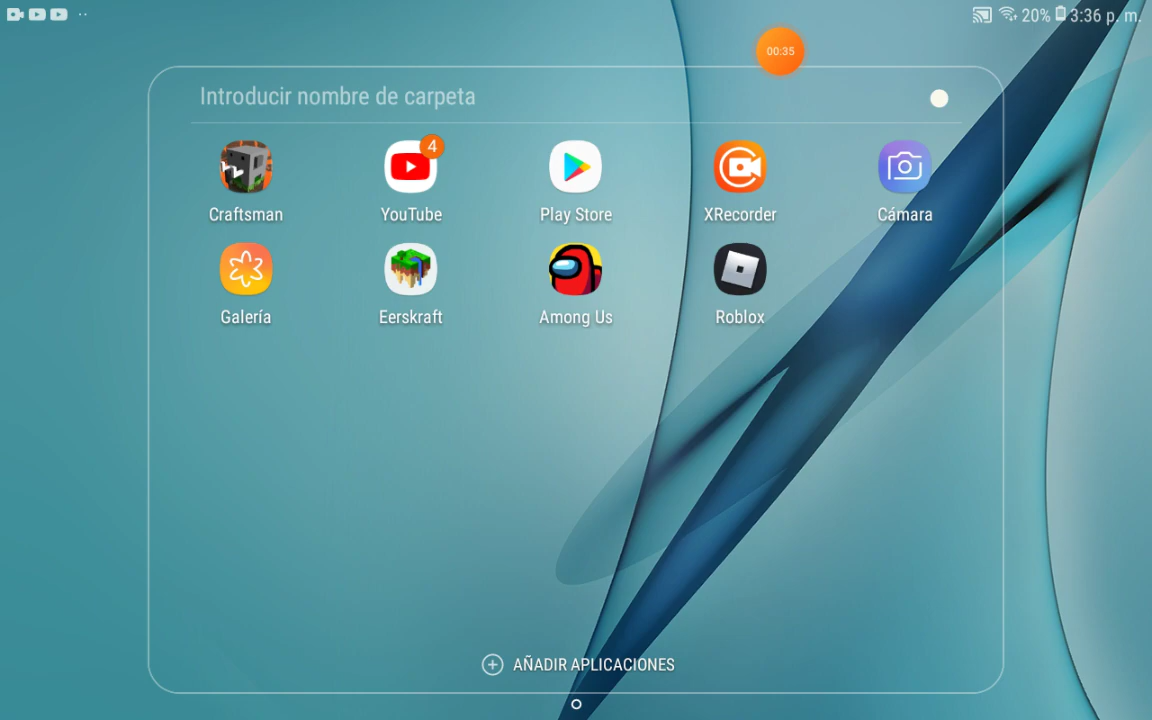 20% 3:36 p. m.
00:35
Introducir nombre de carpeta
4
Craftsman YouTube Play Store XRecorder Cámara
Galería Eerskraft Among Us Roblox
AÑADIR APLICACIONES